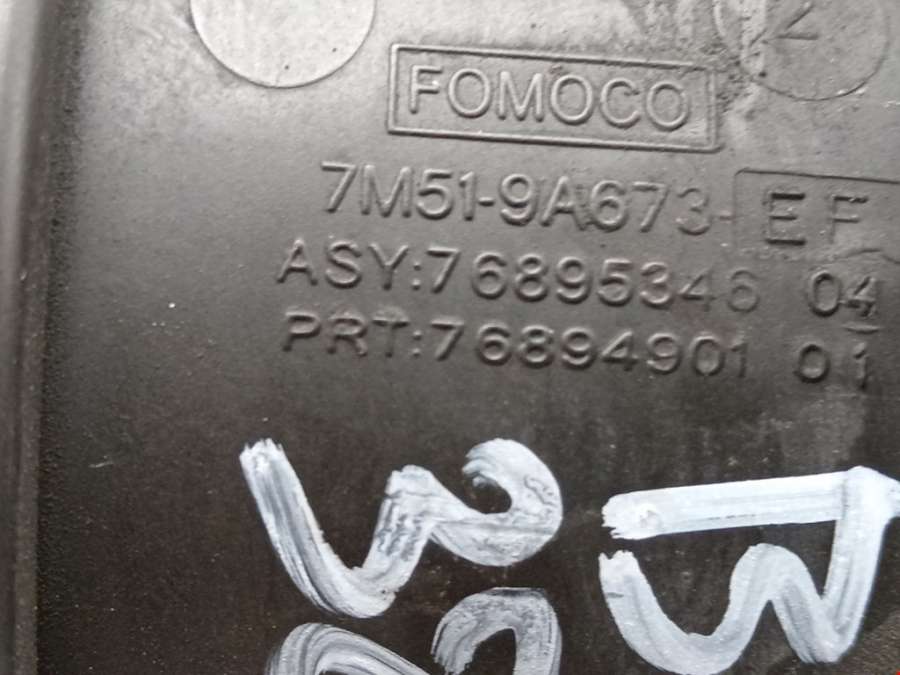 FOMOCO
7M51-9A673-EF
ASY:76895346 04
PRT:76894901 01